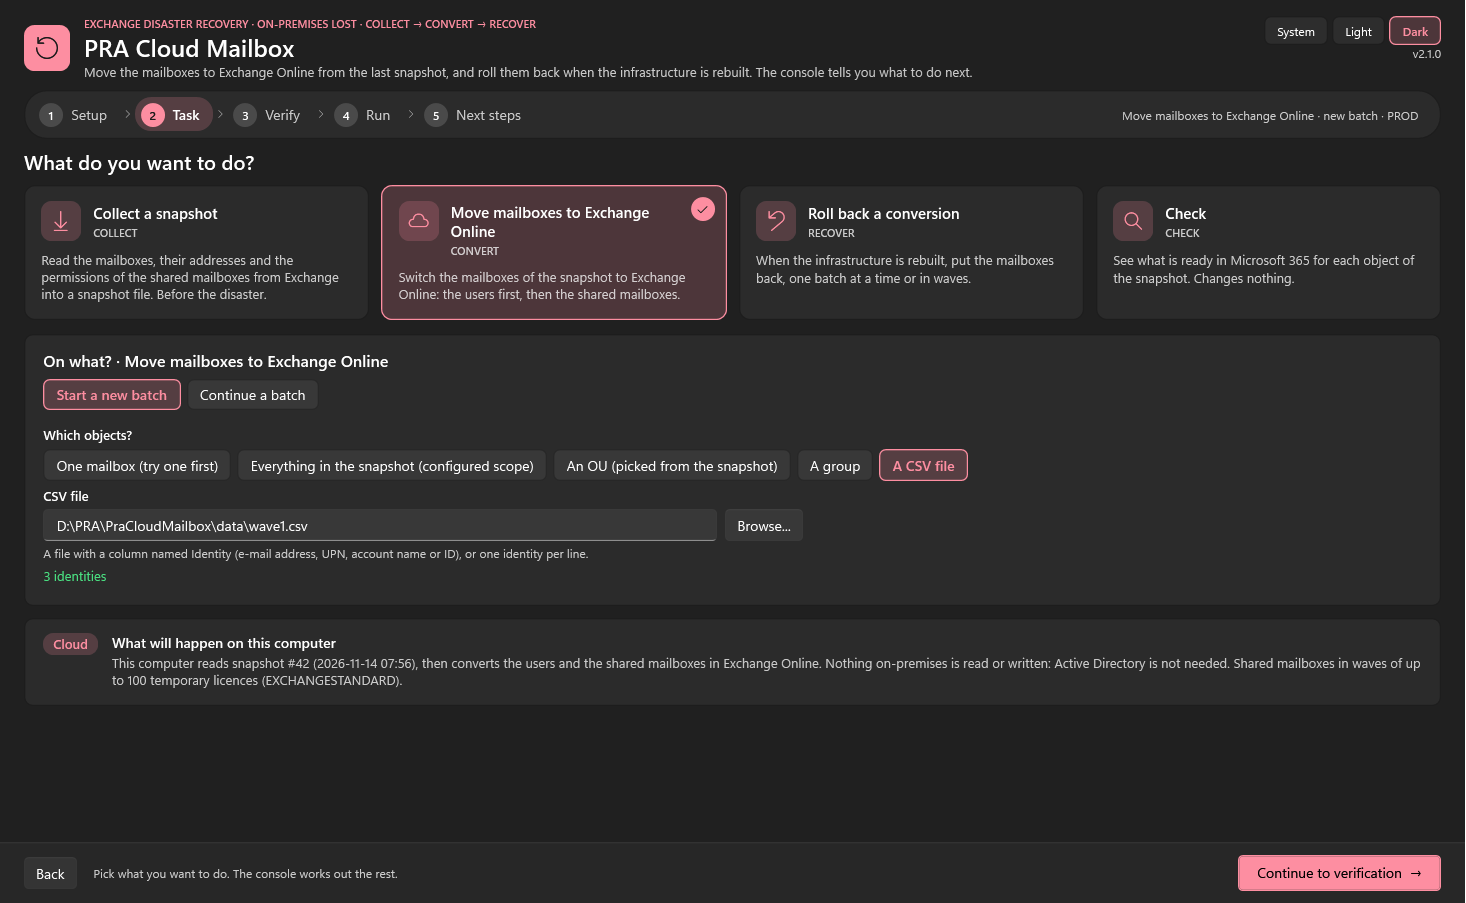 EXCHANGE DISASTER RECOVERY · ON-PREMISES LOST · COLLECT → CONVERT → RECOVER
PRA Cloud Mailbox
Move the mailboxes to Exchange Online from the last snapshot, and roll them back when the infrastructure is rebuilt. The console tells you what to do next.
System
Light
Dark
v2.1.0
1 Setup
2 Task
3 Verify
4 Run
5 Next steps
Move mailboxes to Exchange Online · new batch · PROD
What do you want to do?
Collect a snapshot
COLLECT
Read the mailboxes, their addresses and the
permissions of the shared mailboxes from Exchange
into a snapshot file. Before the disaster.
Move mailboxes to Exchange
Online
CONVERT
Switch the mailboxes of the snapshot to Exchange
Online: the users first, then the shared mailboxes.
Roll back a conversion
RECOVER
When the infrastructure is rebuilt, put the mailboxes
back, one batch at a time or in waves.
Check
CHECK
See what is ready in Microsoft 365 for each object of
the snapshot. Changes nothing.
On what? · Move mailboxes to Exchange Online
Start a new batch
Continue a batch
Which objects?
One mailbox (try one first)
Everything in the snapshot (configured scope)
An OU (picked from the snapshot)
A group
A CSV file
CSV file
D:\PRA\PraCloudMailbox\data\wave1.csv
Browse...
A file with a column named Identity (e-mail address, UPN, account name or ID), or one identity per line.
3 identities
Cloud
What will happen on this computer
This computer reads snapshot #42 (2026-11-14 07:56), then converts the users and the shared mailboxes in Exchange Online. Nothing on-premises is read or written: Active Directory is not needed. Shared mailboxes in waves of up
to 100 temporary licences (EXCHANGESTANDARD).
Back
Pick what you want to do. The console works out the rest.
Continue to verification →